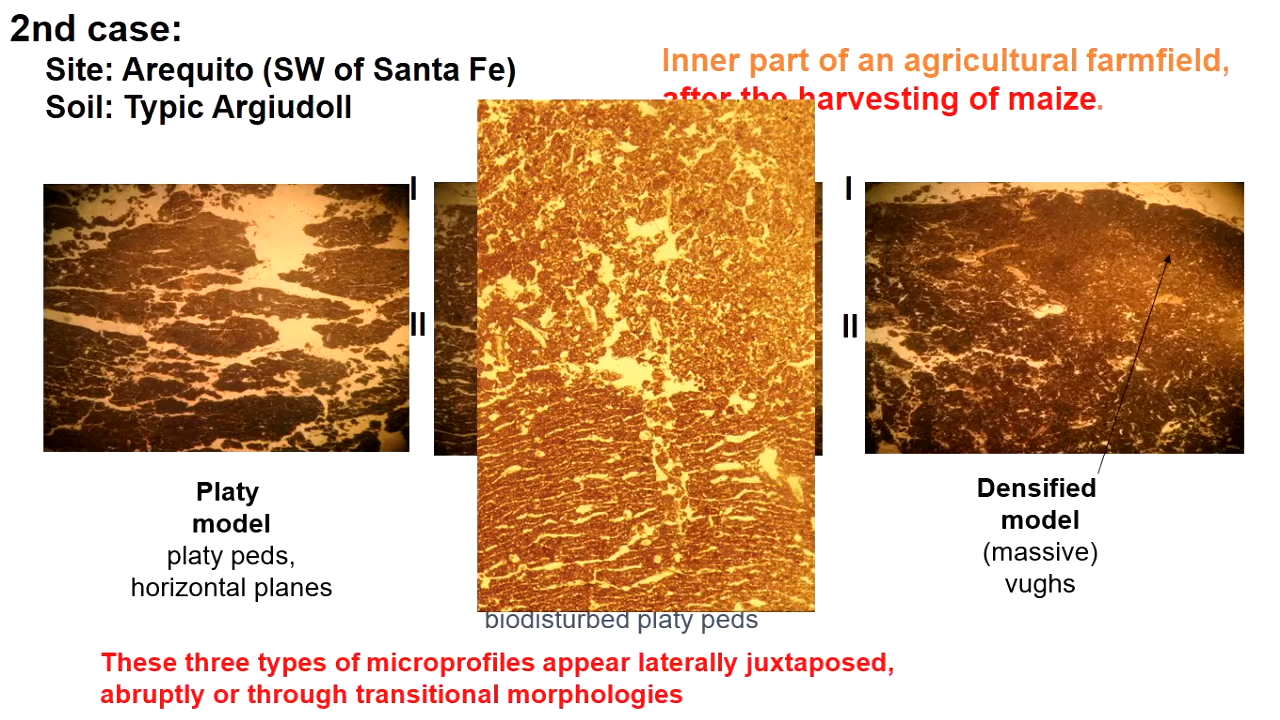 2nd case:
Site: Arequito (SW of Santa Fe)
Soil: Typic Argiudoll
Inner part of an agricultural farmfield,
after the harvesting of maize.
I
II
I
II
Platy
model
platy peds,
horizontal planes
Densified
model
(massive)
vughs
biodisturbed platy peds
These three types of microprofiles appear laterally juxtaposed,
abruptly or through transitional morphologies